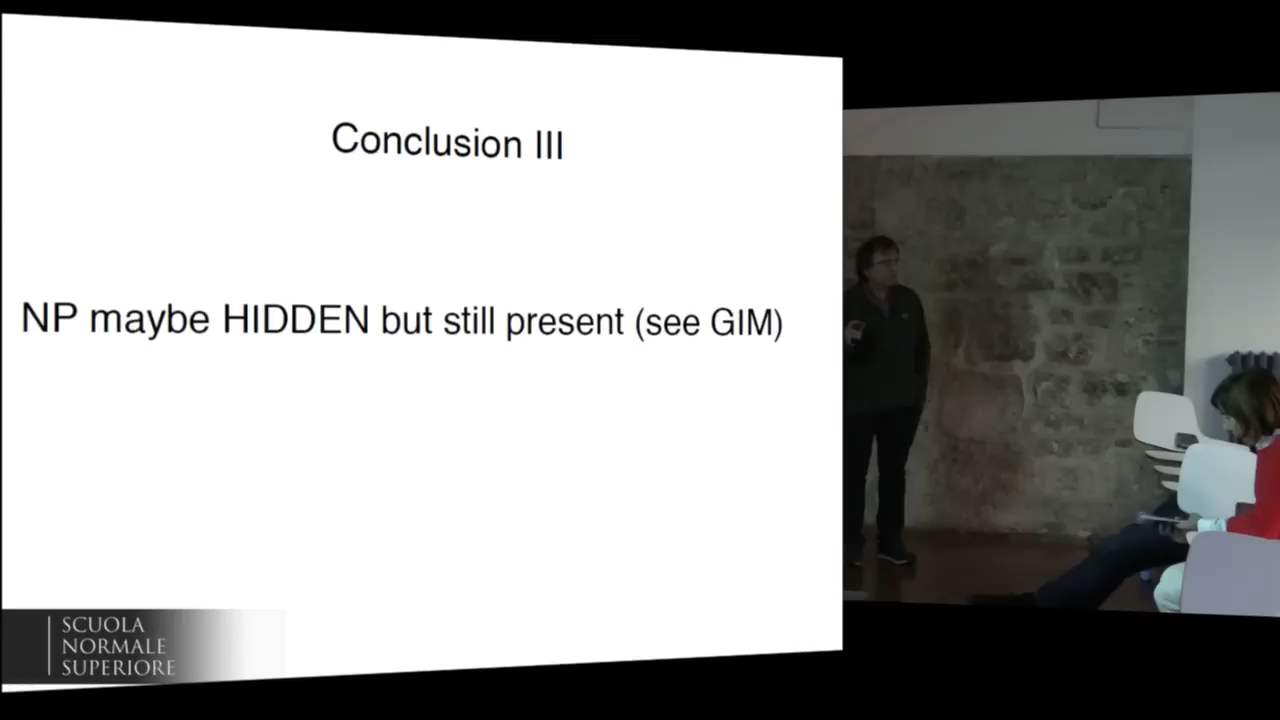 Conclusion III
NP maybe HIDDEN but still present (see GIM)
SCUOLA
NORMALE
SUPERIORE